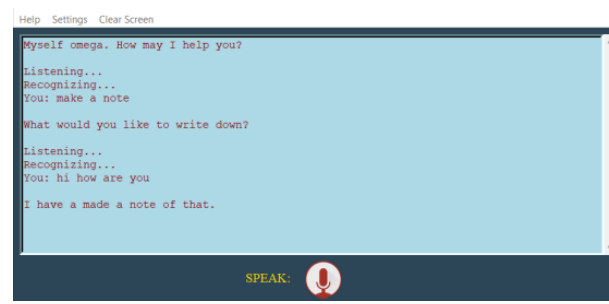 Help Settings Clear Screen
Myself omega. How may I help you?
Listening...
Recognizing...
You: make a note
What would you like to write down?
Listening...
Recognizing...
You: hi how are you
I have a made a note of that.
SPEAK: